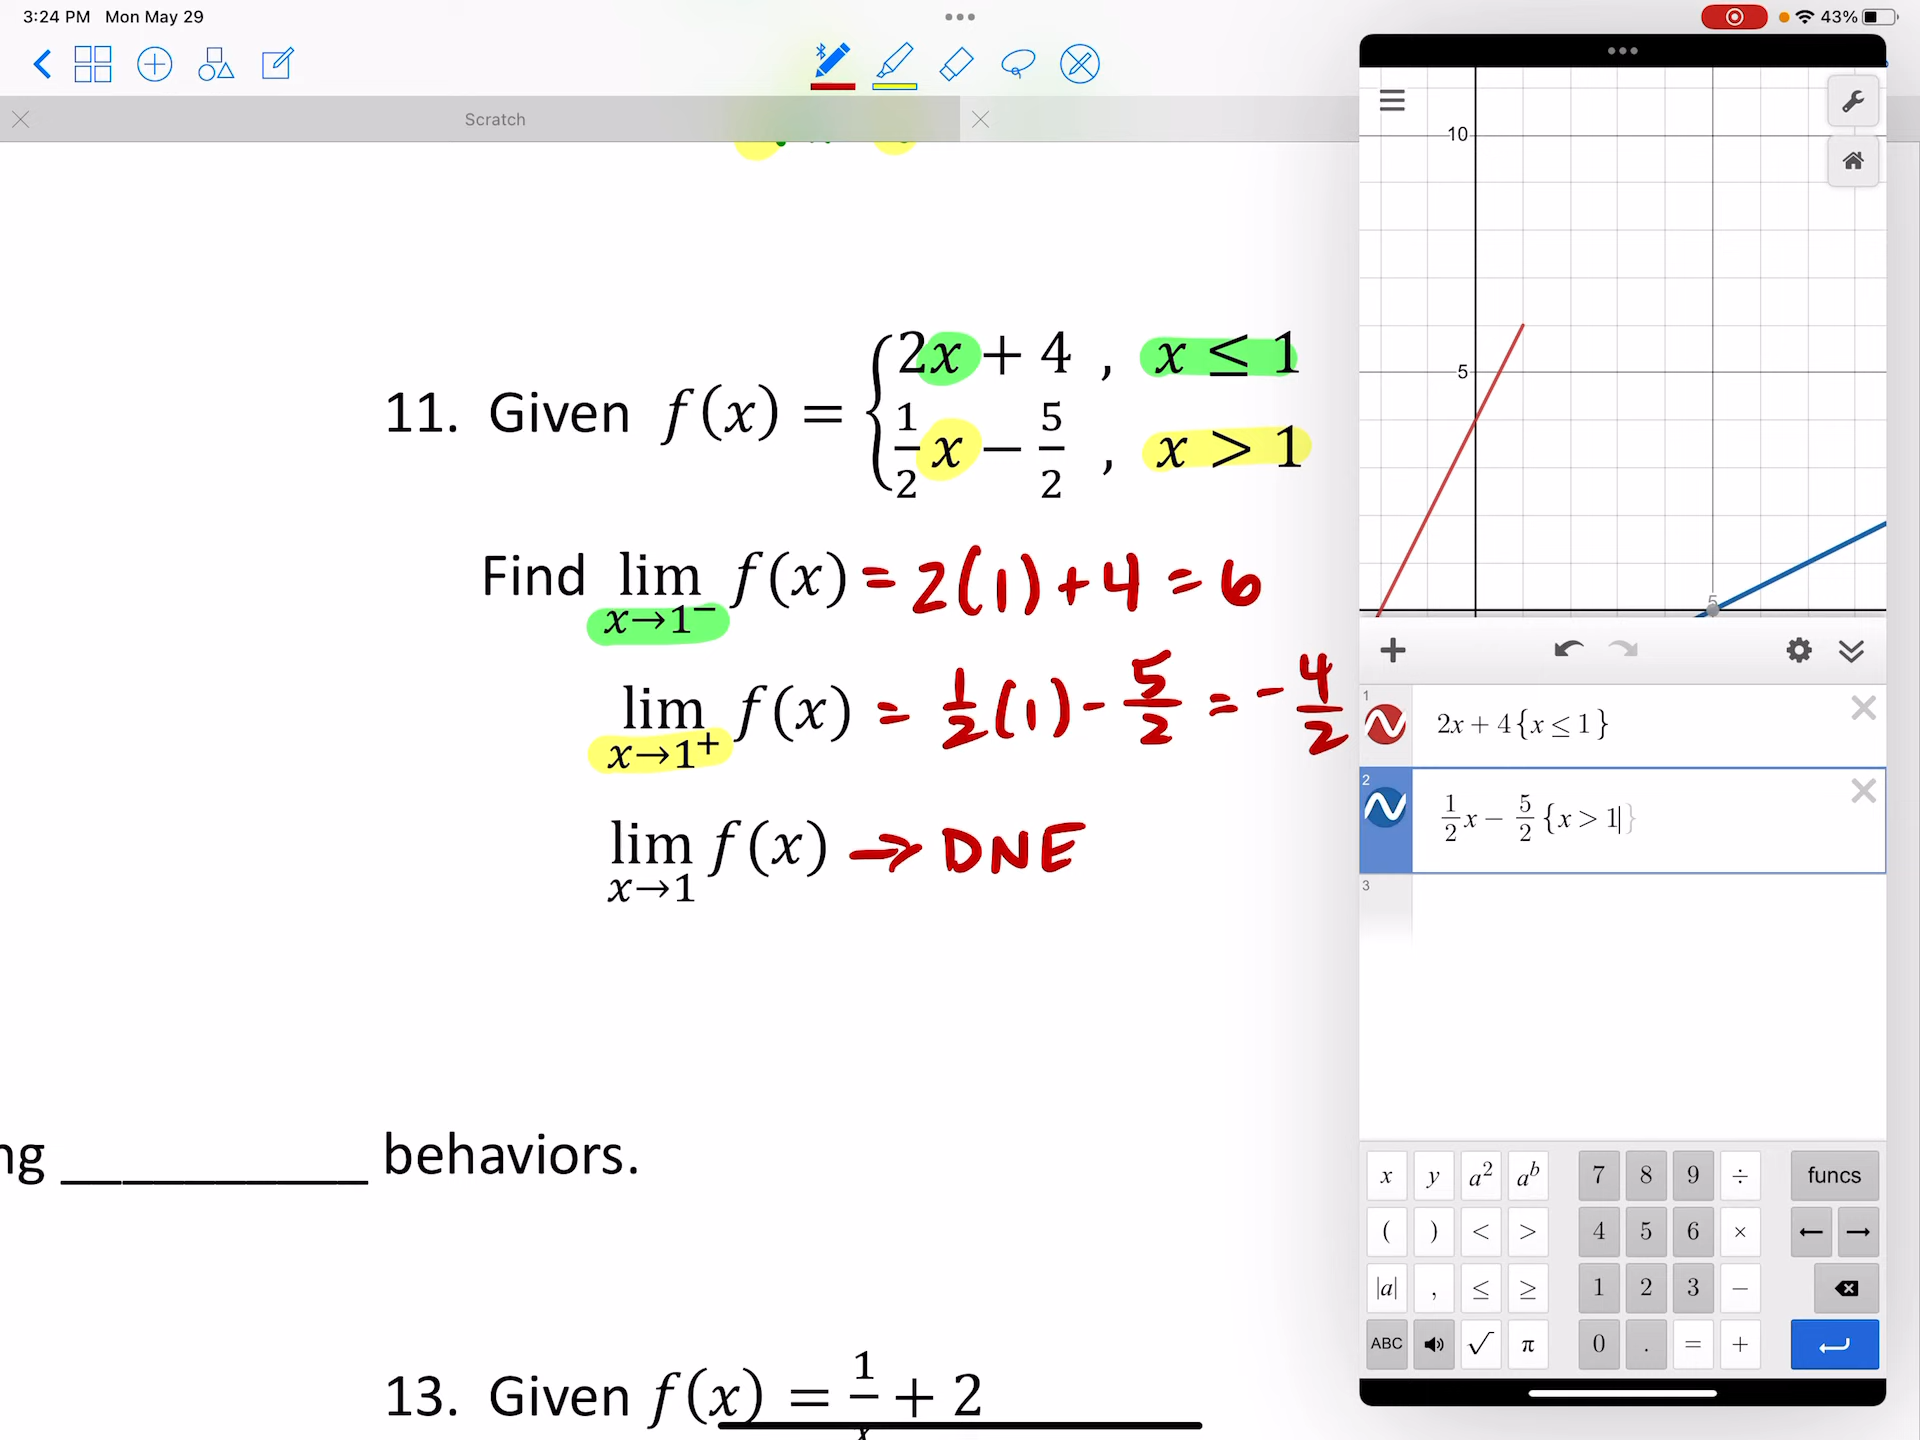 3:24 PM Mon May 29
43%
Scratch
11. Given f(x) = { 2x + 4 , x ≤ 1
1/2 x − 5/2 , x > 1
Find lim x→1⁻ f(x) = 2(1) + 4 = 6
lim x→1⁺ f(x) = 1/2 (1) - 5/2 = - 4/2
lim x→1 f(x) → DNE
ng __________ behaviors.
13. Given f(x) = 1/x + 2
10
5
5
1
2x + 4 {x ≤ 1}
2
1/2 x − 5/2 {x > 1}
3
x y a² aᵇ 7 8 9 ÷ funcs
( ) < > 4 5 6 × ← →
|a| , ≤ ≥ 1 2 3 −
ABC √ π 0 . = +